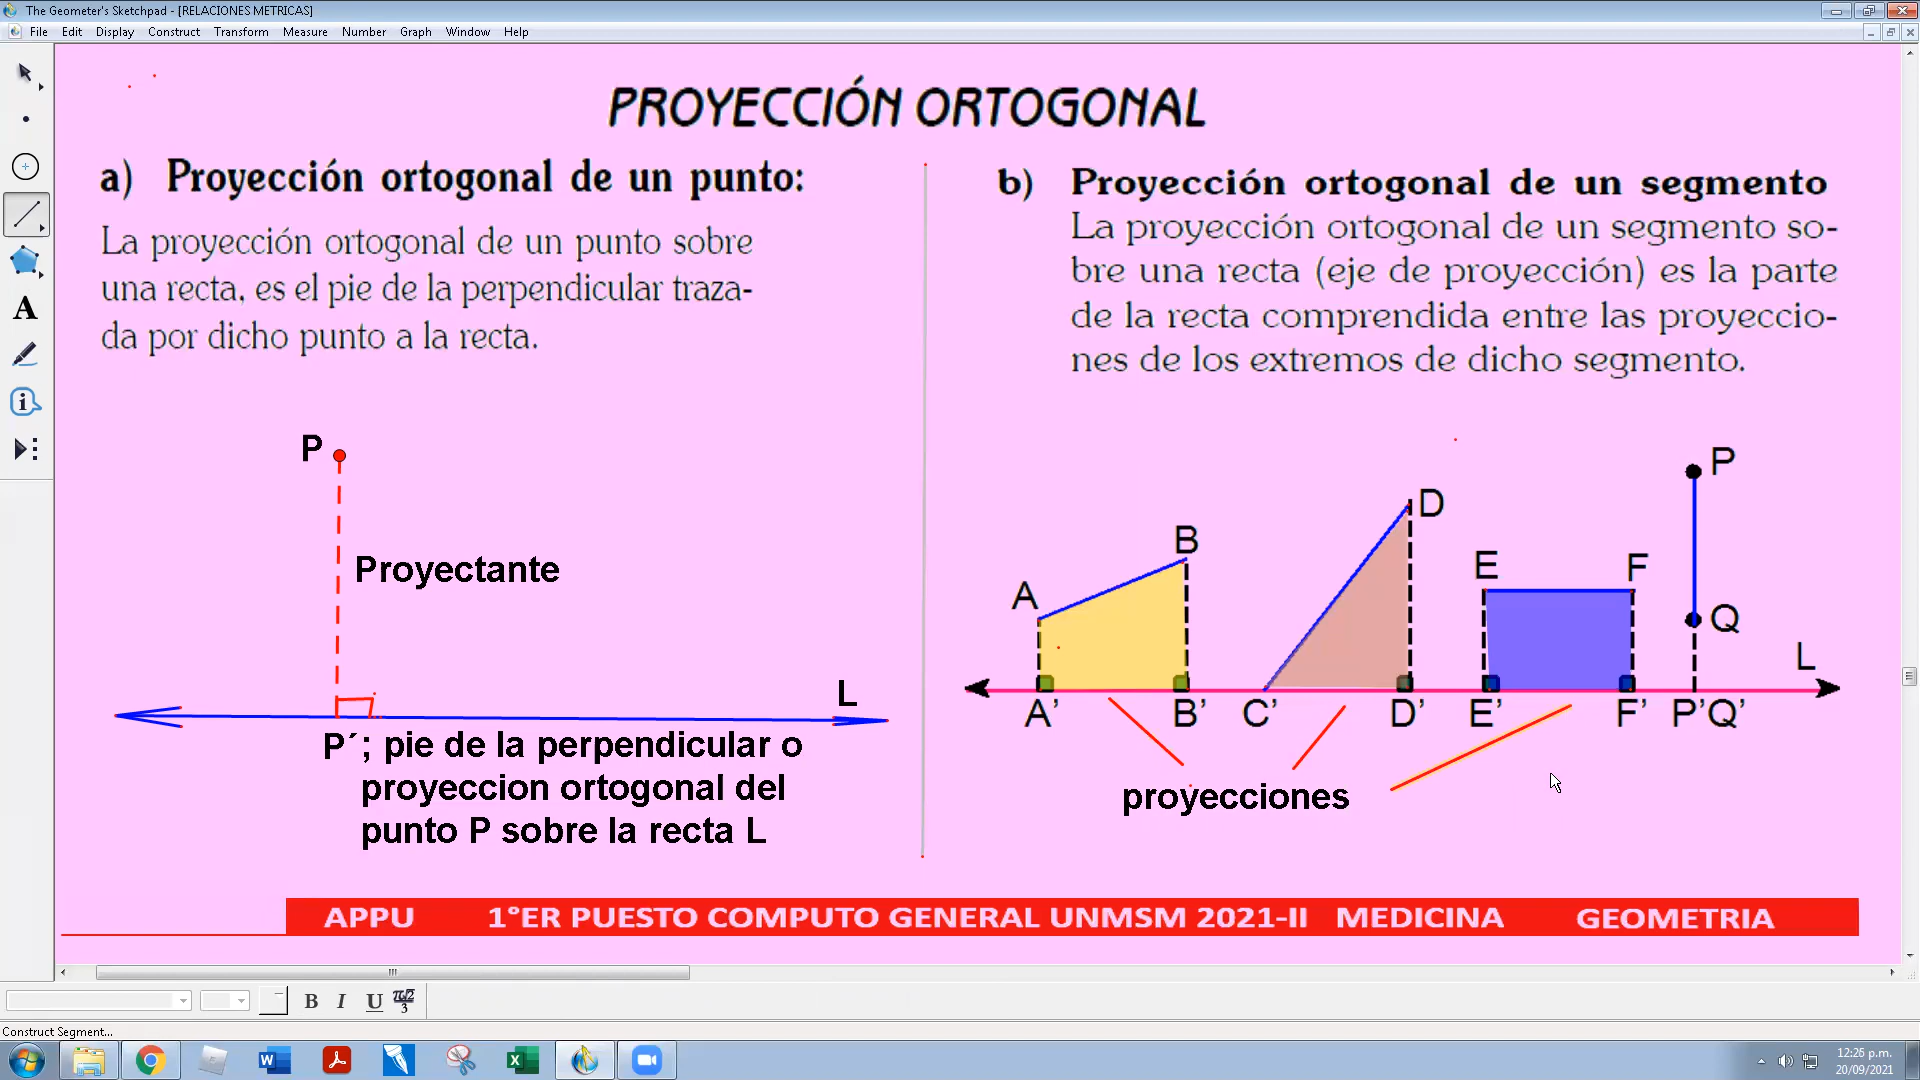 The Geometer's Sketchpad - [RELACIONES METRICAS]
File Edit Display Construct Transform Measure Number Graph Window Help
PROYECCIÓN ORTOGONAL
a) Proyección ortogonal de un punto:
La proyección ortogonal de un punto sobre
una recta, es el pie de la perpendicular traza-
da por dicho punto a la recta.
P
Proyectante
L
P´; pie de la perpendicular o
proyeccion ortogonal del
punto P sobre la recta L
b) Proyección ortogonal de un segmento
La proyección ortogonal de un segmento so-
bre una recta (eje de proyección) es la parte
de la recta comprendida entre las proyeccio-
nes de los extremos de dicho segmento.
P
D
B
E F
A
Q
L
A' B' C' D' E' F' P'Q'
proyecciones
APPU 1°ER PUESTO COMPUTO GENERAL UNMSM 2021-II MEDICINA GEOMETRIA
B I U
Construct Segment...
12:26 p.m.
20/09/2021